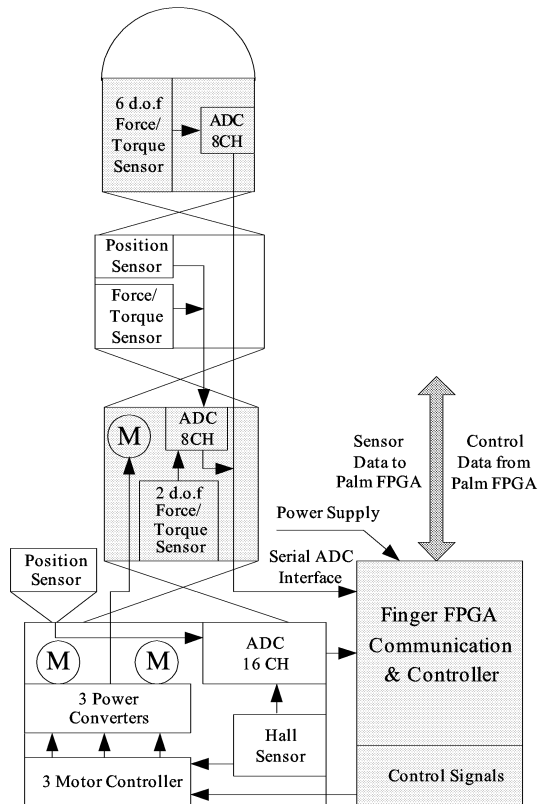 6 d.o.f
Force/
Torque
Sensor
ADC
8CH
Position
Sensor
Force/
Torque
Sensor
M
ADC
8CH
2 d.o.f
Force/
Torque
Sensor
Sensor
Data to
Palm FPGA
Control
Data from
Palm FPGA
Power Supply
Position
Sensor
Serial ADC
Interface
Finger FPGA
Communication
& Controller
M
M
ADC
16 CH
3 Power
Converters
Hall
Sensor
3 Motor Controller
Control Signals